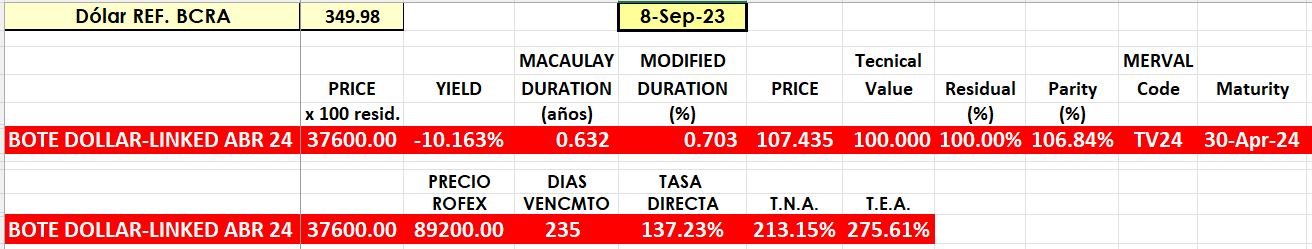 Dólar REF. BCRA 349.98 8-Sep-23
MACAULAY MODIFIED Tecnical MERVAL
PRICE YIELD DURATION DURATION PRICE Value Residual Parity Code Maturity
x 100 resid. (años) (%) (%) (%)
BOTE DOLLAR-LINKED ABR 24 37600.00 -10.163% 0.632 0.703 107.435 100.000 100.00% 106.84% TV24 30-Apr-24
PRECIO DIAS TASA
ROFEX VENCMTO DIRECTA T.N.A. T.E.A.
BOTE DOLLAR-LINKED ABR 24 37600.00 89200.00 235 137.23% 213.15% 275.61%